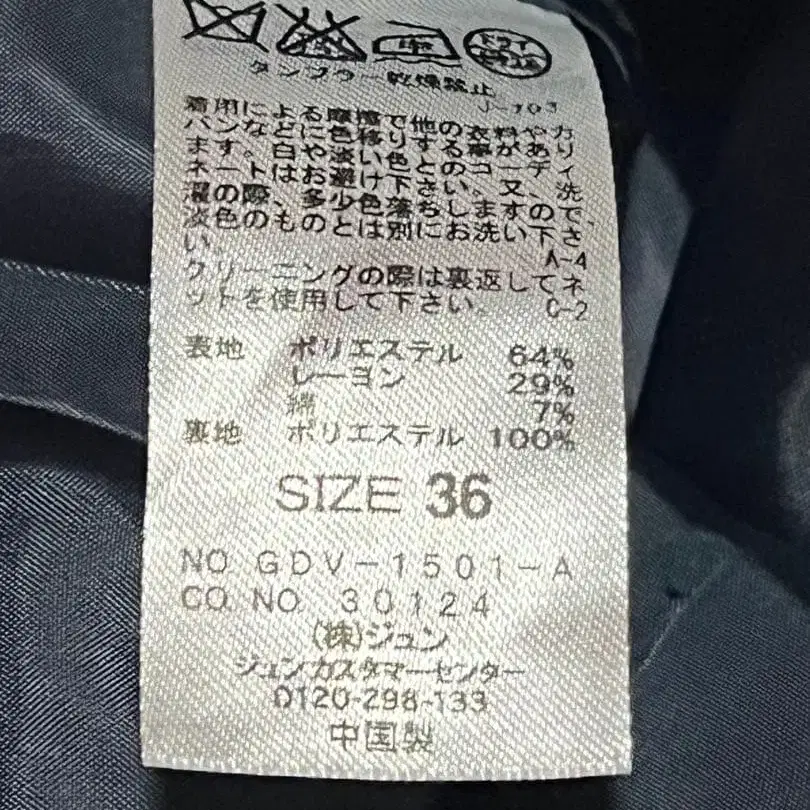 タンブラー乾燥禁止
J-103
着用による摩擦で他の衣料やカ
バンなどに色移りする事があり
ます。白や淡い色とのコーディ
ネートはお避け下さい。又、洗
濯の際、多少色落ちしますので、
淡色のものとは別にお洗い下さ
い。 A-4
クリーニングの際は裏返してネ
ットを使用して下さい。 C-2
表地 ポリエステル 64%
レーヨン 29%
綿 7%
裏地 ポリエステル 100%
SIZE 36
NO GDV-1501-A
CO NO 30124
(株)ジュン
ジュンカスタマーセンター
0120-298-133
中国製